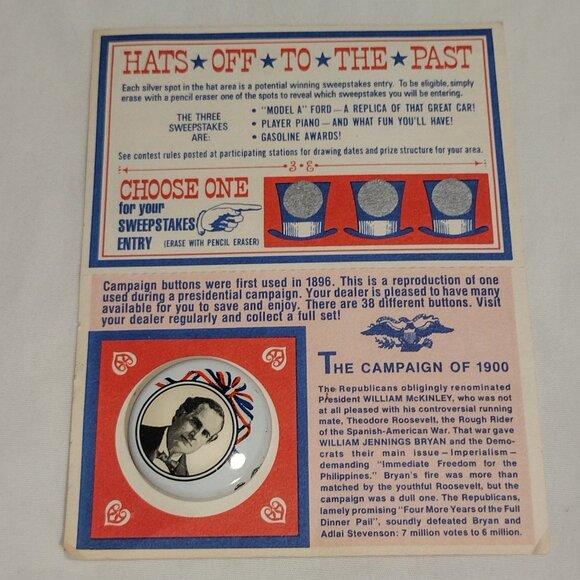 HATS★OFF★TO★THE★PAST
Each silver spot in the hat area is a potential winning sweepstakes entry. To be eligible, simply
erase with a pencil eraser one of the spots to reveal which sweepstakes you will be entering.
THE THREE
SWEEPSTAKES
ARE:
• "MODEL A" FORD — A REPLICA OF THAT GREAT CAR!
• PLAYER PIANO — AND WHAT FUN YOU'LL HAVE!
• GASOLINE AWARDS!
See contest rules posted at participating stations for drawing dates and prize structure for your area.
3-E
CHOOSE ONE
for your
SWEEPSTAKES
ENTRY (ERASE WITH PENCIL ERASER)
Campaign buttons were first used in 1896. This is a reproduction of one
used during a presidential campaign. Your dealer is pleased to have many
available for you to save and enjoy. There are 38 different buttons. Visit
your dealer regularly and collect a full set!
THE CAMPAIGN OF 1900
The Republicans obligingly renominated
President WILLIAM McKINLEY, who was not
at all pleased with his controversial running
mate, Theodore Roosevelt, the Rough Rider
of the Spanish-American War. That war gave
WILLIAM JENNINGS BRYAN and the Demo-
crats their main issue — Imperialism —
demanding "Immediate Freedom for the
Philippines." Bryan's fire was more than
matched by the youthful Roosevelt, but the
campaign was a dull one. The Republicans,
lamely promising "Four More Years of the Full
Dinner Pail", soundly defeated Bryan and
Adlai Stevenson: 7 million votes to 6 million.